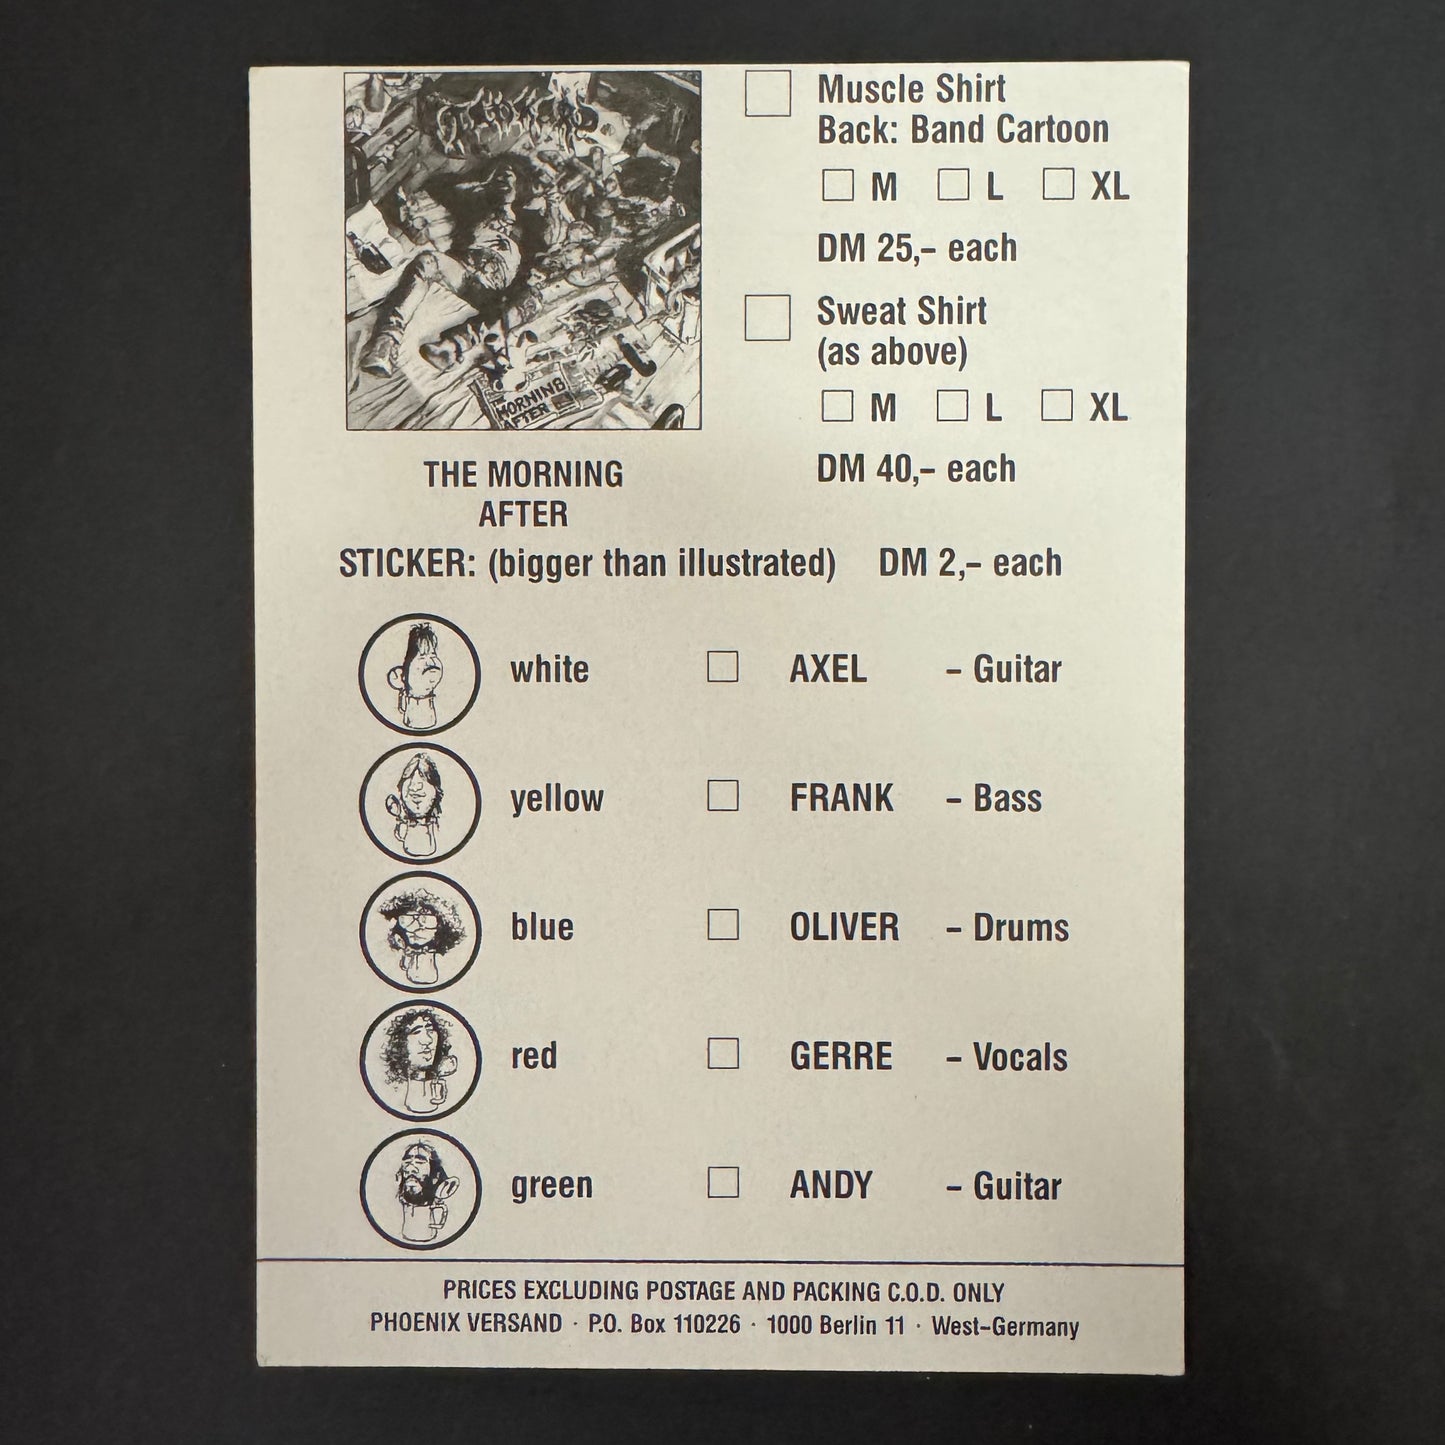 TANKARD
THE MORNING AFTER
THE MORNING
AFTER
Muscle Shirt
Back: Band Cartoon
M L XL
DM 25,– each
Sweat Shirt
(as above)
M L XL
DM 40,– each
STICKER: (bigger than illustrated) DM 2,– each
white AXEL – Guitar
yellow FRANK – Bass
blue OLIVER – Drums
red GERRE – Vocals
green ANDY – Guitar
PRICES EXCLUDING POSTAGE AND PACKING C.O.D. ONLY
PHOENIX VERSAND · P.O. Box 110226 · 1000 Berlin 11 · West–Germany